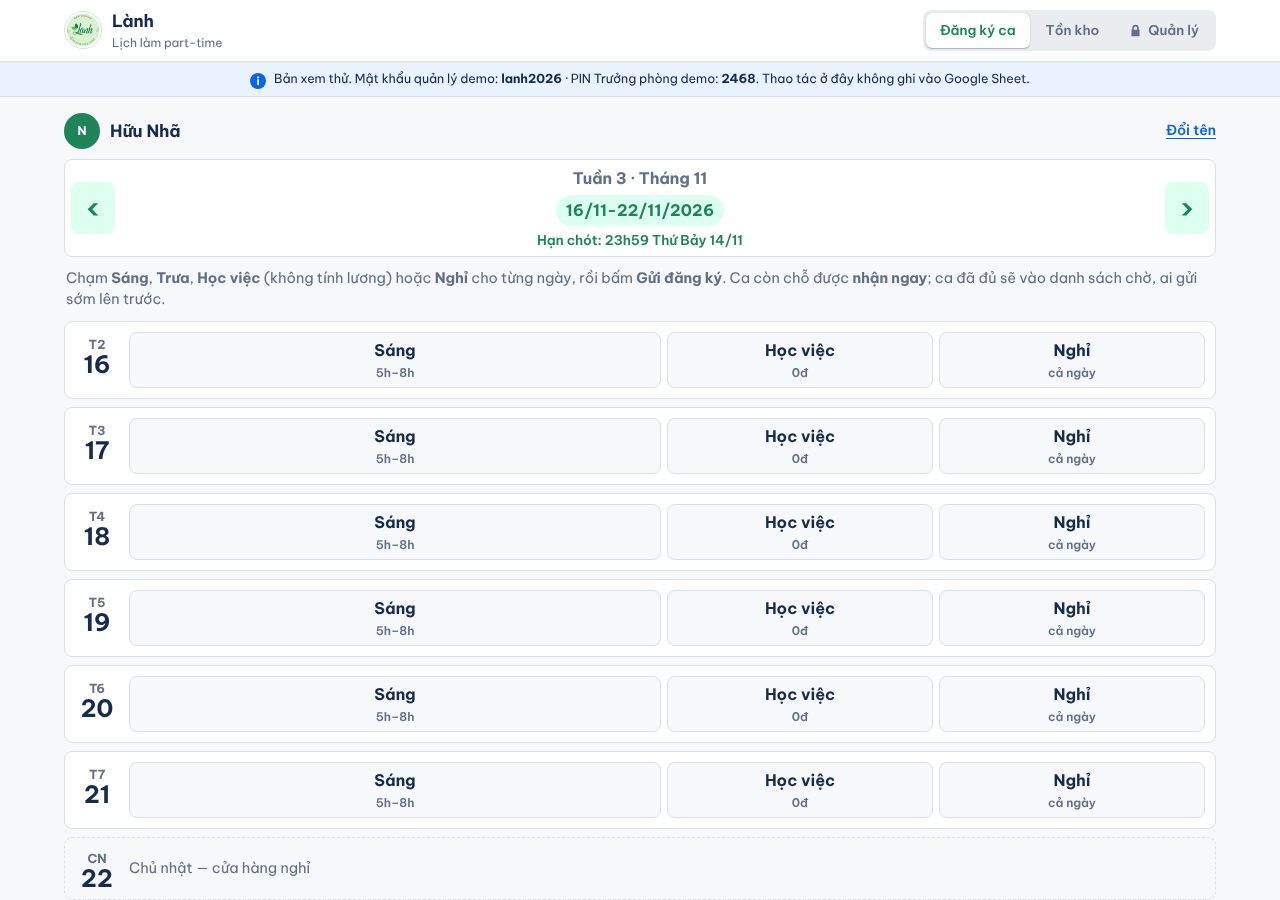 Lành
Lành
Lịch làm part-time
Đăng ký ca
Tồn kho
Quản lý
Bản xem thử. Mật khẩu quản lý demo: lanh2026 · PIN Trưởng phòng demo: 2468. Thao tác ở đây không ghi vào Google Sheet.
N
Hữu Nhã
Đổi tên
Tuần 3 · Tháng 11
16/11-22/11/2026
Hạn chót: 23h59 Thứ Bảy 14/11
Chạm Sáng, Trưa, Học việc (không tính lương) hoặc Nghỉ cho từng ngày, rồi bấm Gửi đăng ký. Ca còn chỗ được nhận ngay; ca đã đủ sẽ vào danh sách chờ, ai gửi
sớm lên trước.
T2
16
Sáng
5h–8h
Học việc
0đ
Nghỉ
cả ngày
T3
17
Sáng
5h–8h
Học việc
0đ
Nghỉ
cả ngày
T4
18
Sáng
5h–8h
Học việc
0đ
Nghỉ
cả ngày
T5
19
Sáng
5h–8h
Học việc
0đ
Nghỉ
cả ngày
T6
20
Sáng
5h–8h
Học việc
0đ
Nghỉ
cả ngày
T7
21
Sáng
5h–8h
Học việc
0đ
Nghỉ
cả ngày
CN
22
Chủ nhật — cửa hàng nghỉ